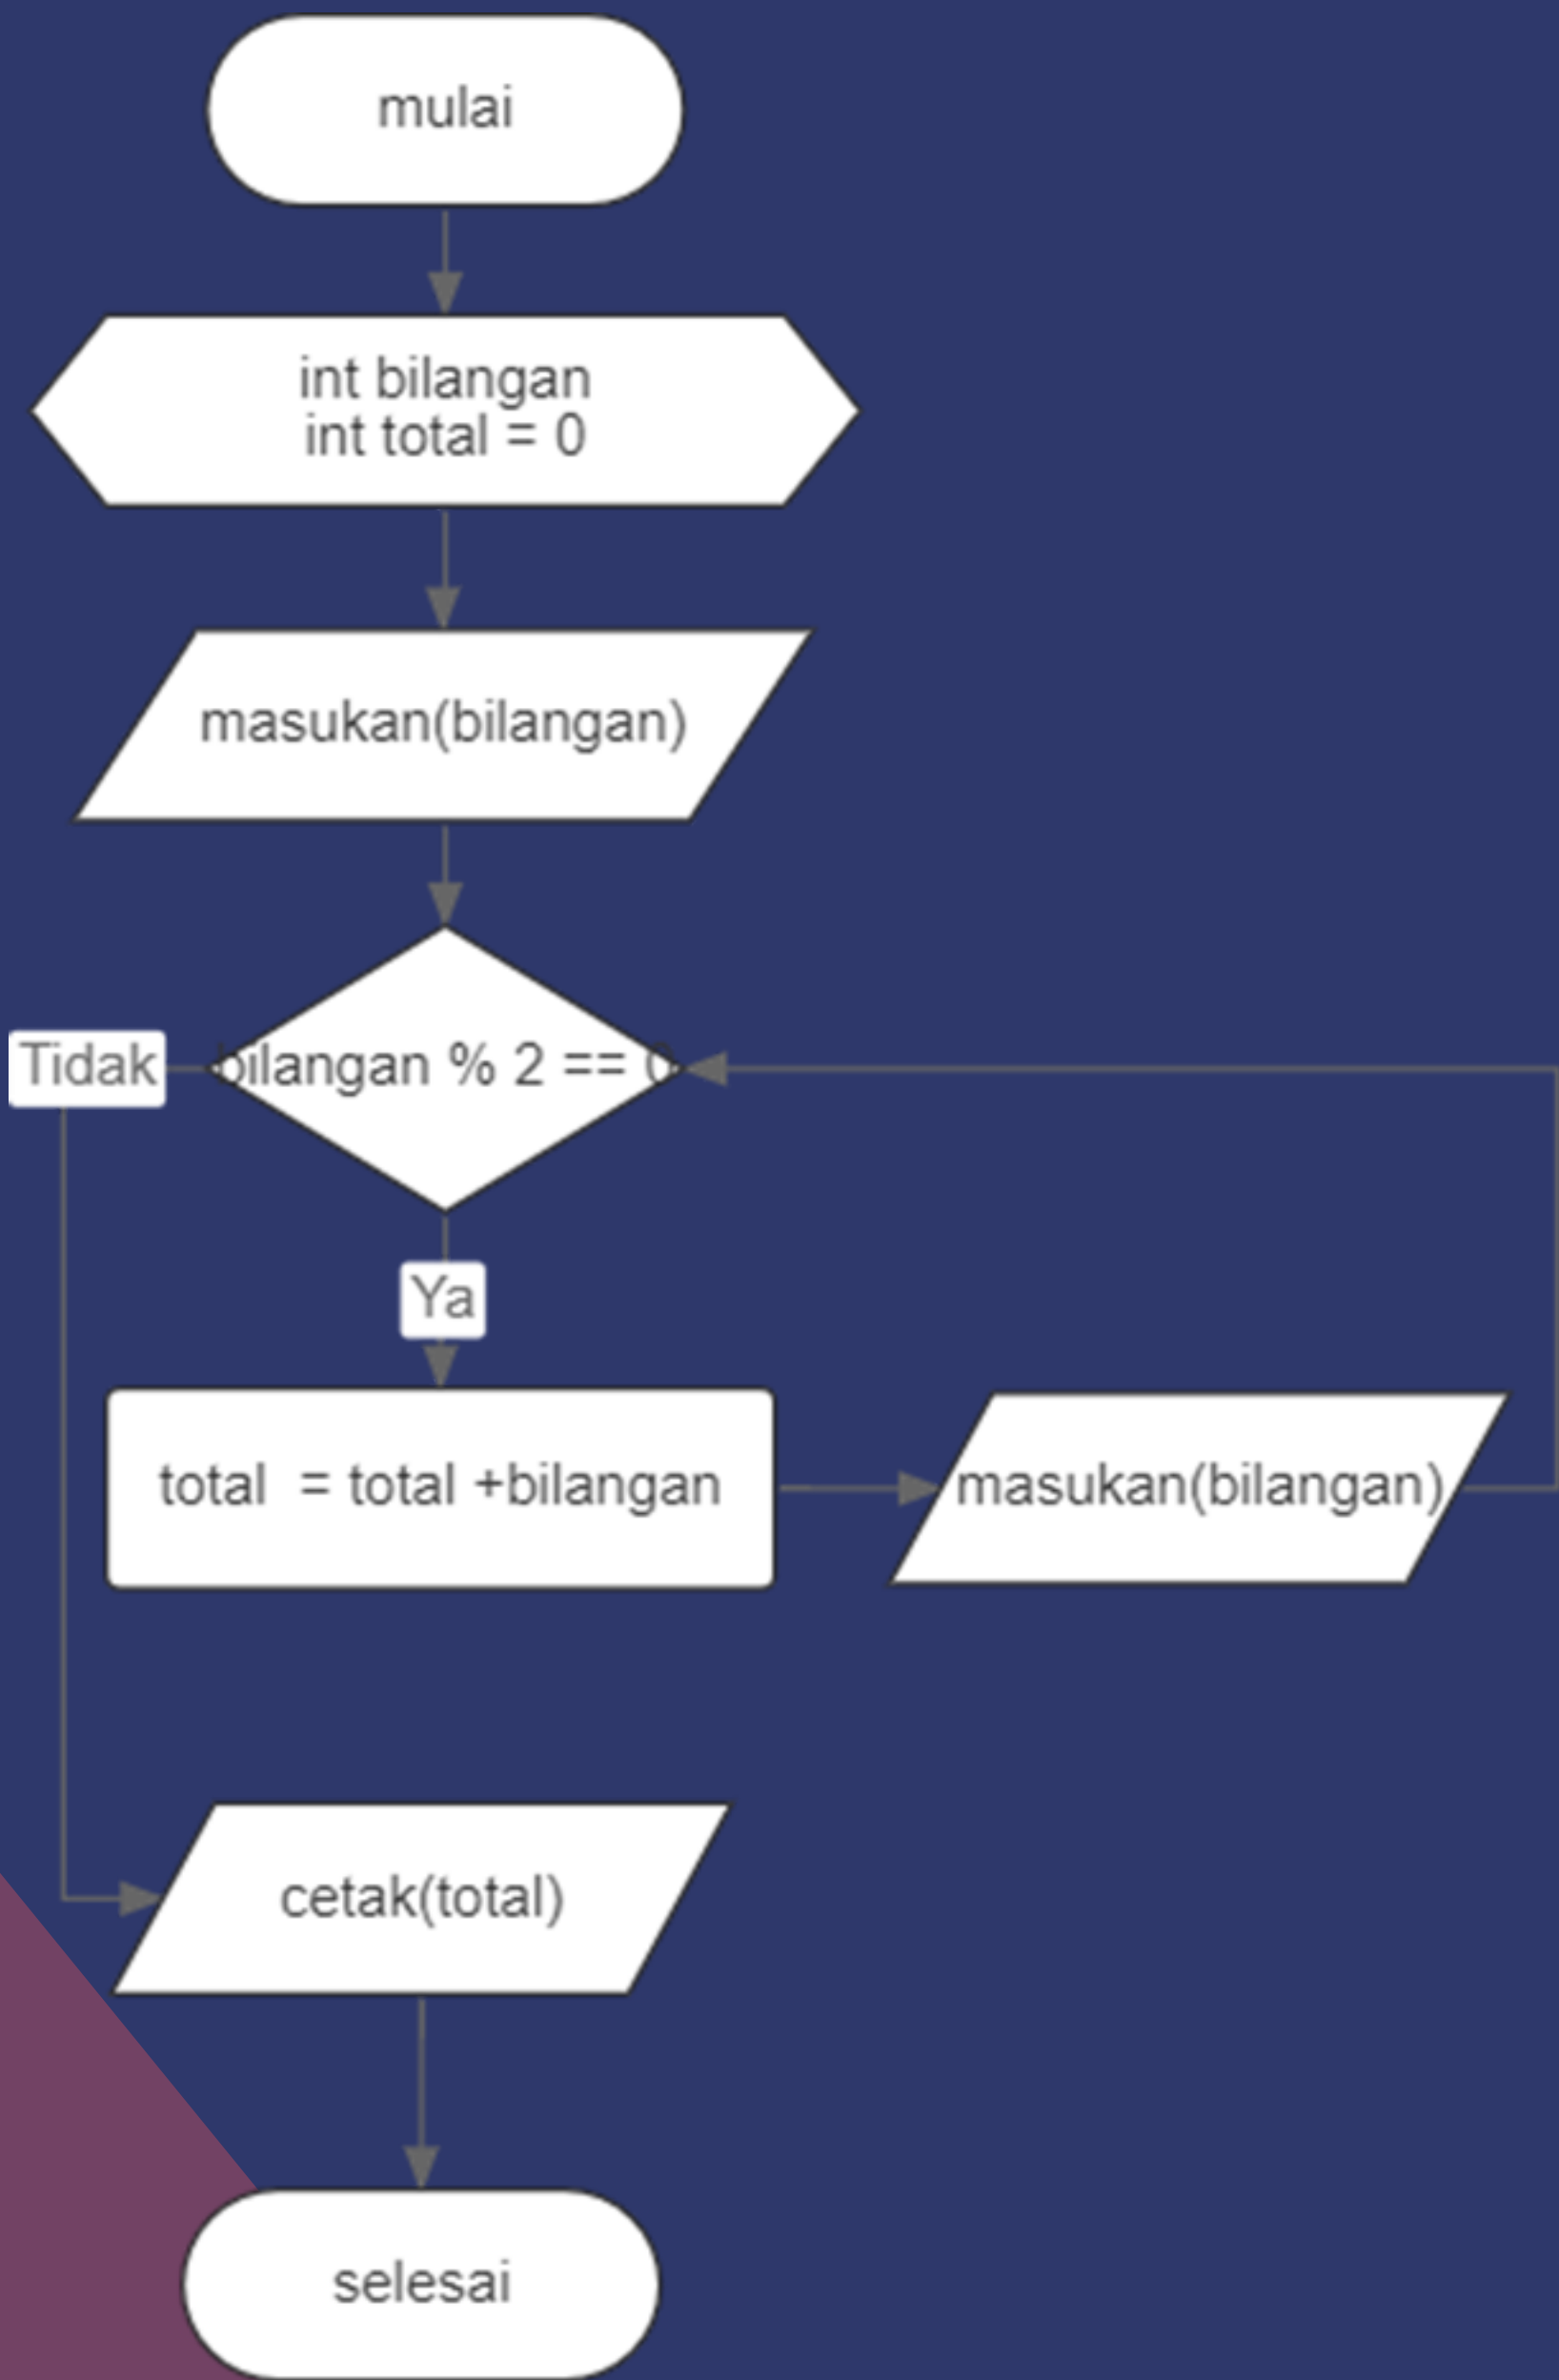 mulai
int bilangan
int total = 0
masukan(bilangan)
bilangan % 2 == 0
Tidak
Ya
total  = total +bilangan
masukan(bilangan)
cetak(total)
selesai